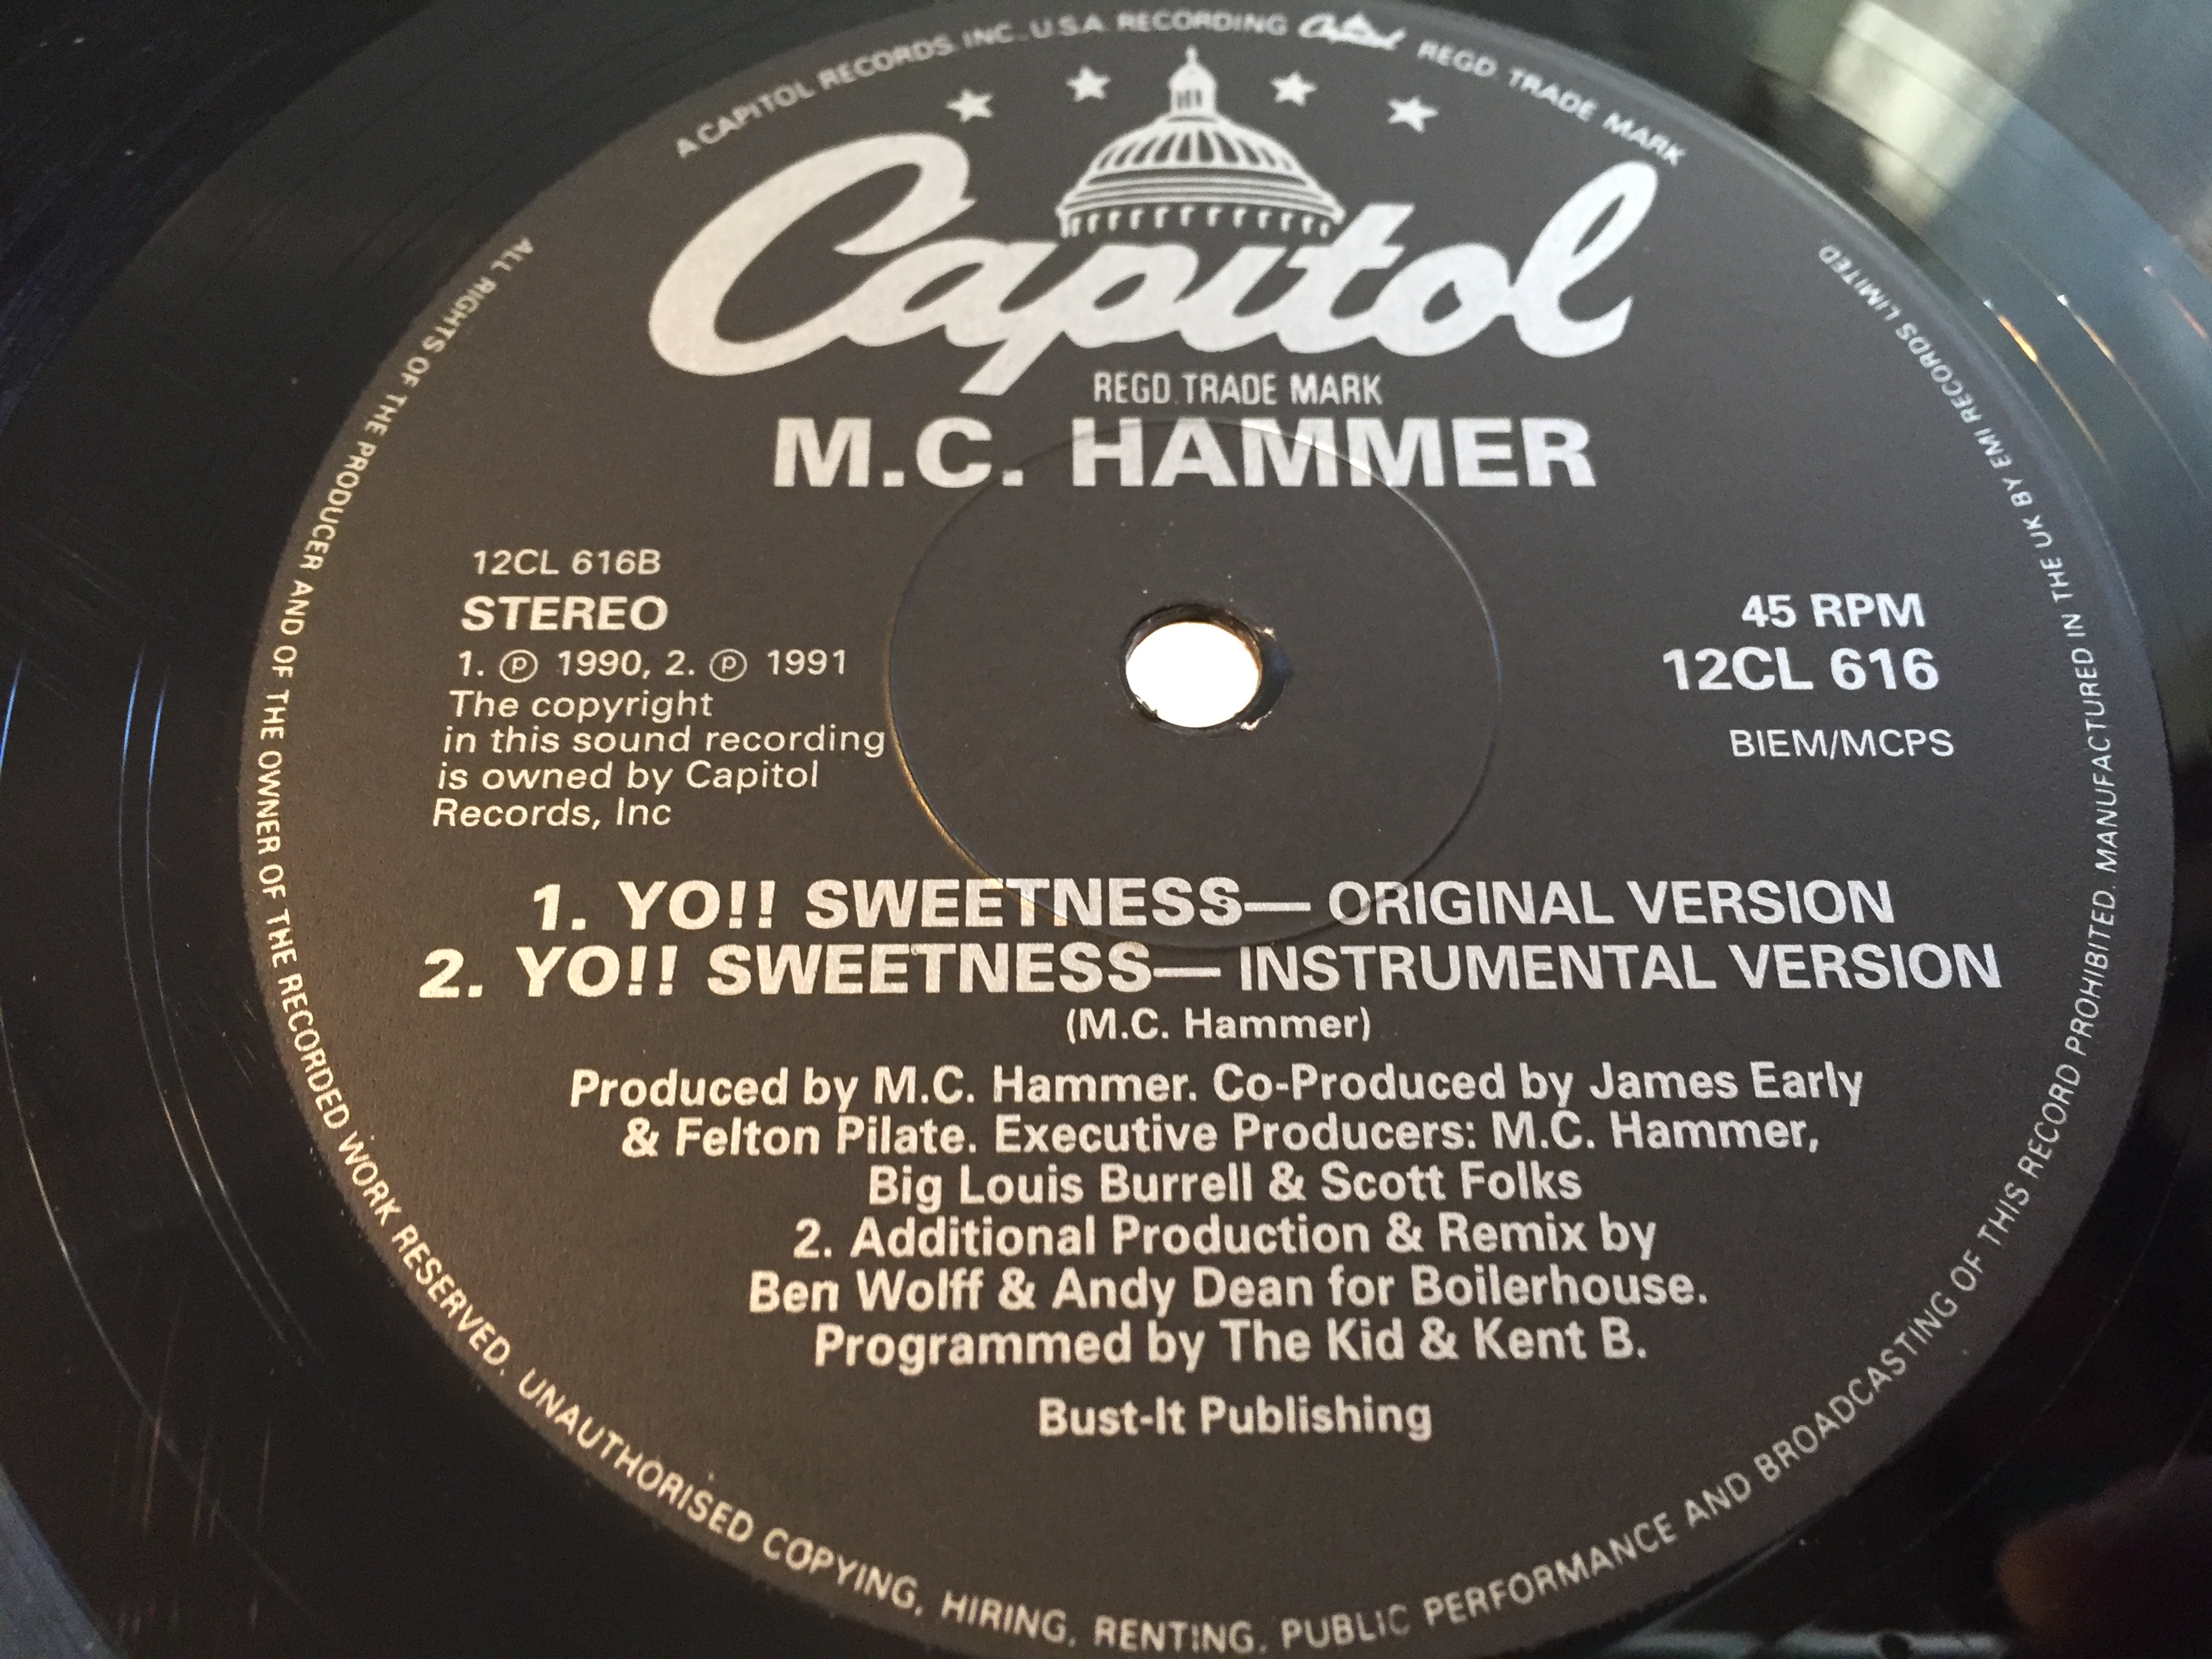 A CAPITOL RECORDS. INC. U.S.A. RECORDING Capitol REGD. TRADE MARK
Capitol
REGD. TRADE MARK
M.C. HAMMER
12CL 616B
STEREO
1. ℗ 1990, 2. ℗ 1991
The copyright
in this sound recording
is owned by Capitol
Records, Inc
45 RPM
12CL 616
BIEM/MCPS
1. YO!! SWEETNESS— ORIGINAL VERSION
2. YO!! SWEETNESS— INSTRUMENTAL VERSION
(M.C. Hammer)
Produced by M.C. Hammer. Co-Produced by James Early
& Felton Pilate. Executive Producers: M.C. Hammer,
Big Louis Burrell & Scott Folks
2. Additional Production & Remix by
Ben Wolff & Andy Dean for Boilerhouse.
Programmed by The Kid & Kent B.
Bust-It Publishing
ALL RIGHTS OF THE PRODUCER AND OF THE OWNER OF THE RECORDED WORK RESERVED. UNAUTHORISED COPYING, HIRING, RENTING, PUBLIC PERFORMANCE AND BROADCASTING OF THIS RECORD PROHIBITED. MANUFACTURED IN THE UK BY EMI RECORDS LIMITED.